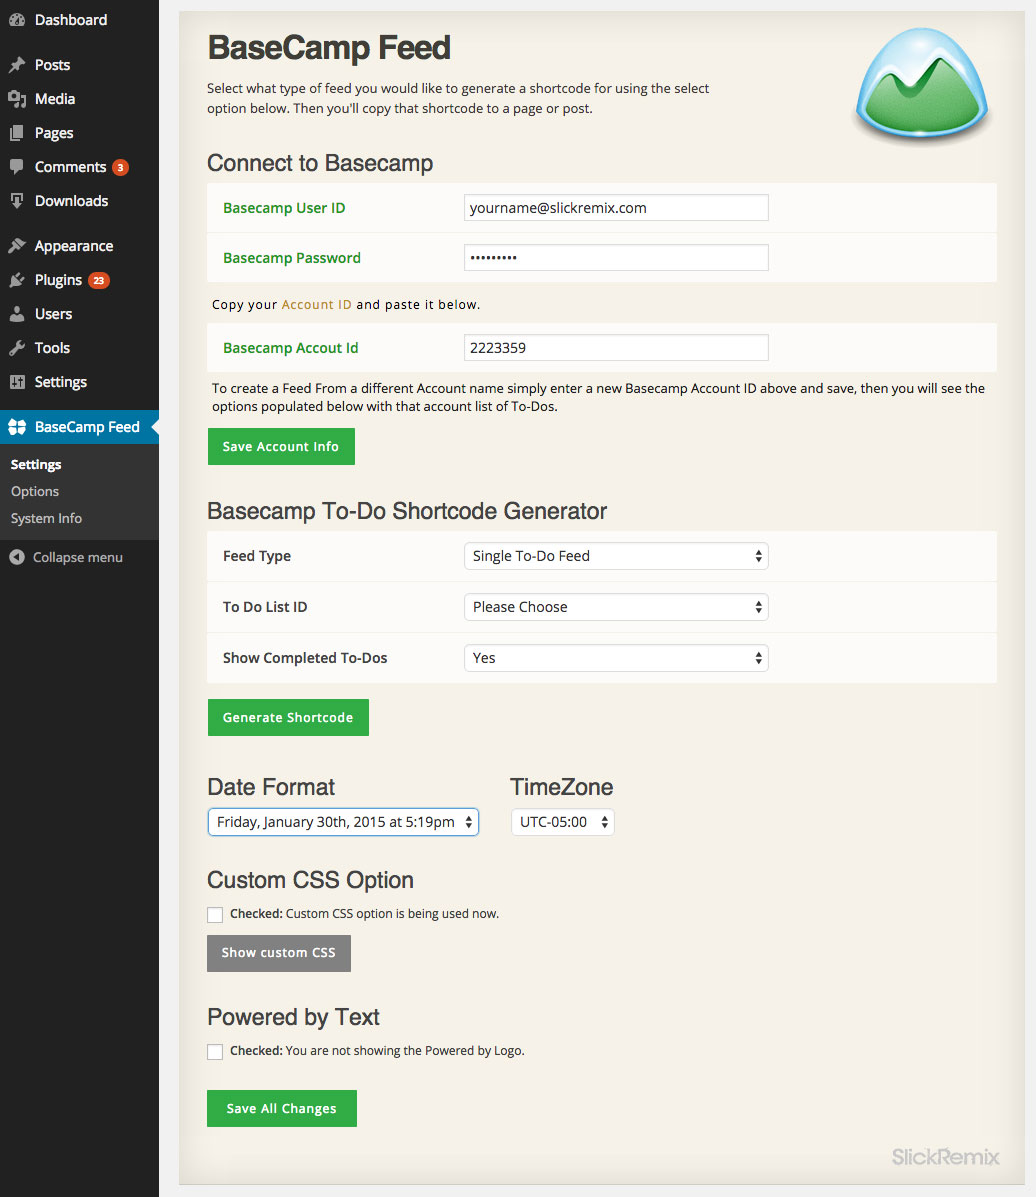 Dashboard
Posts
Media
Pages
Comments 3
Downloads
Appearance
Plugins 23
Users
Tools
Settings
BaseCamp Feed
Settings
Options
System Info
Collapse menu
BaseCamp Feed
Select what type of feed you would like to generate a shortcode for using the select
option below. Then you'll copy that shortcode to a page or post.
Connect to Basecamp
Basecamp User ID yourname@slickremix.com
Basecamp Password •••••••••
Copy your Account ID and paste it below.
Basecamp Accout Id 2223359
To create a Feed From a different Account name simply enter a new Basecamp Account ID above and save, then you will see the
options populated below with that account list of To-Dos.
Save Account Info
Basecamp To-Do Shortcode Generator
Feed Type Single To-Do Feed
To Do List ID Please Choose
Show Completed To-Dos Yes
Generate Shortcode
Date Format TimeZone
Friday, January 30th, 2015 at 5:19pm UTC-05:00
Custom CSS Option
Checked: Custom CSS option is being used now.
Show custom CSS
Powered by Text
Checked: You are not showing the Powered by Logo.
Save All Changes
SlickRemix